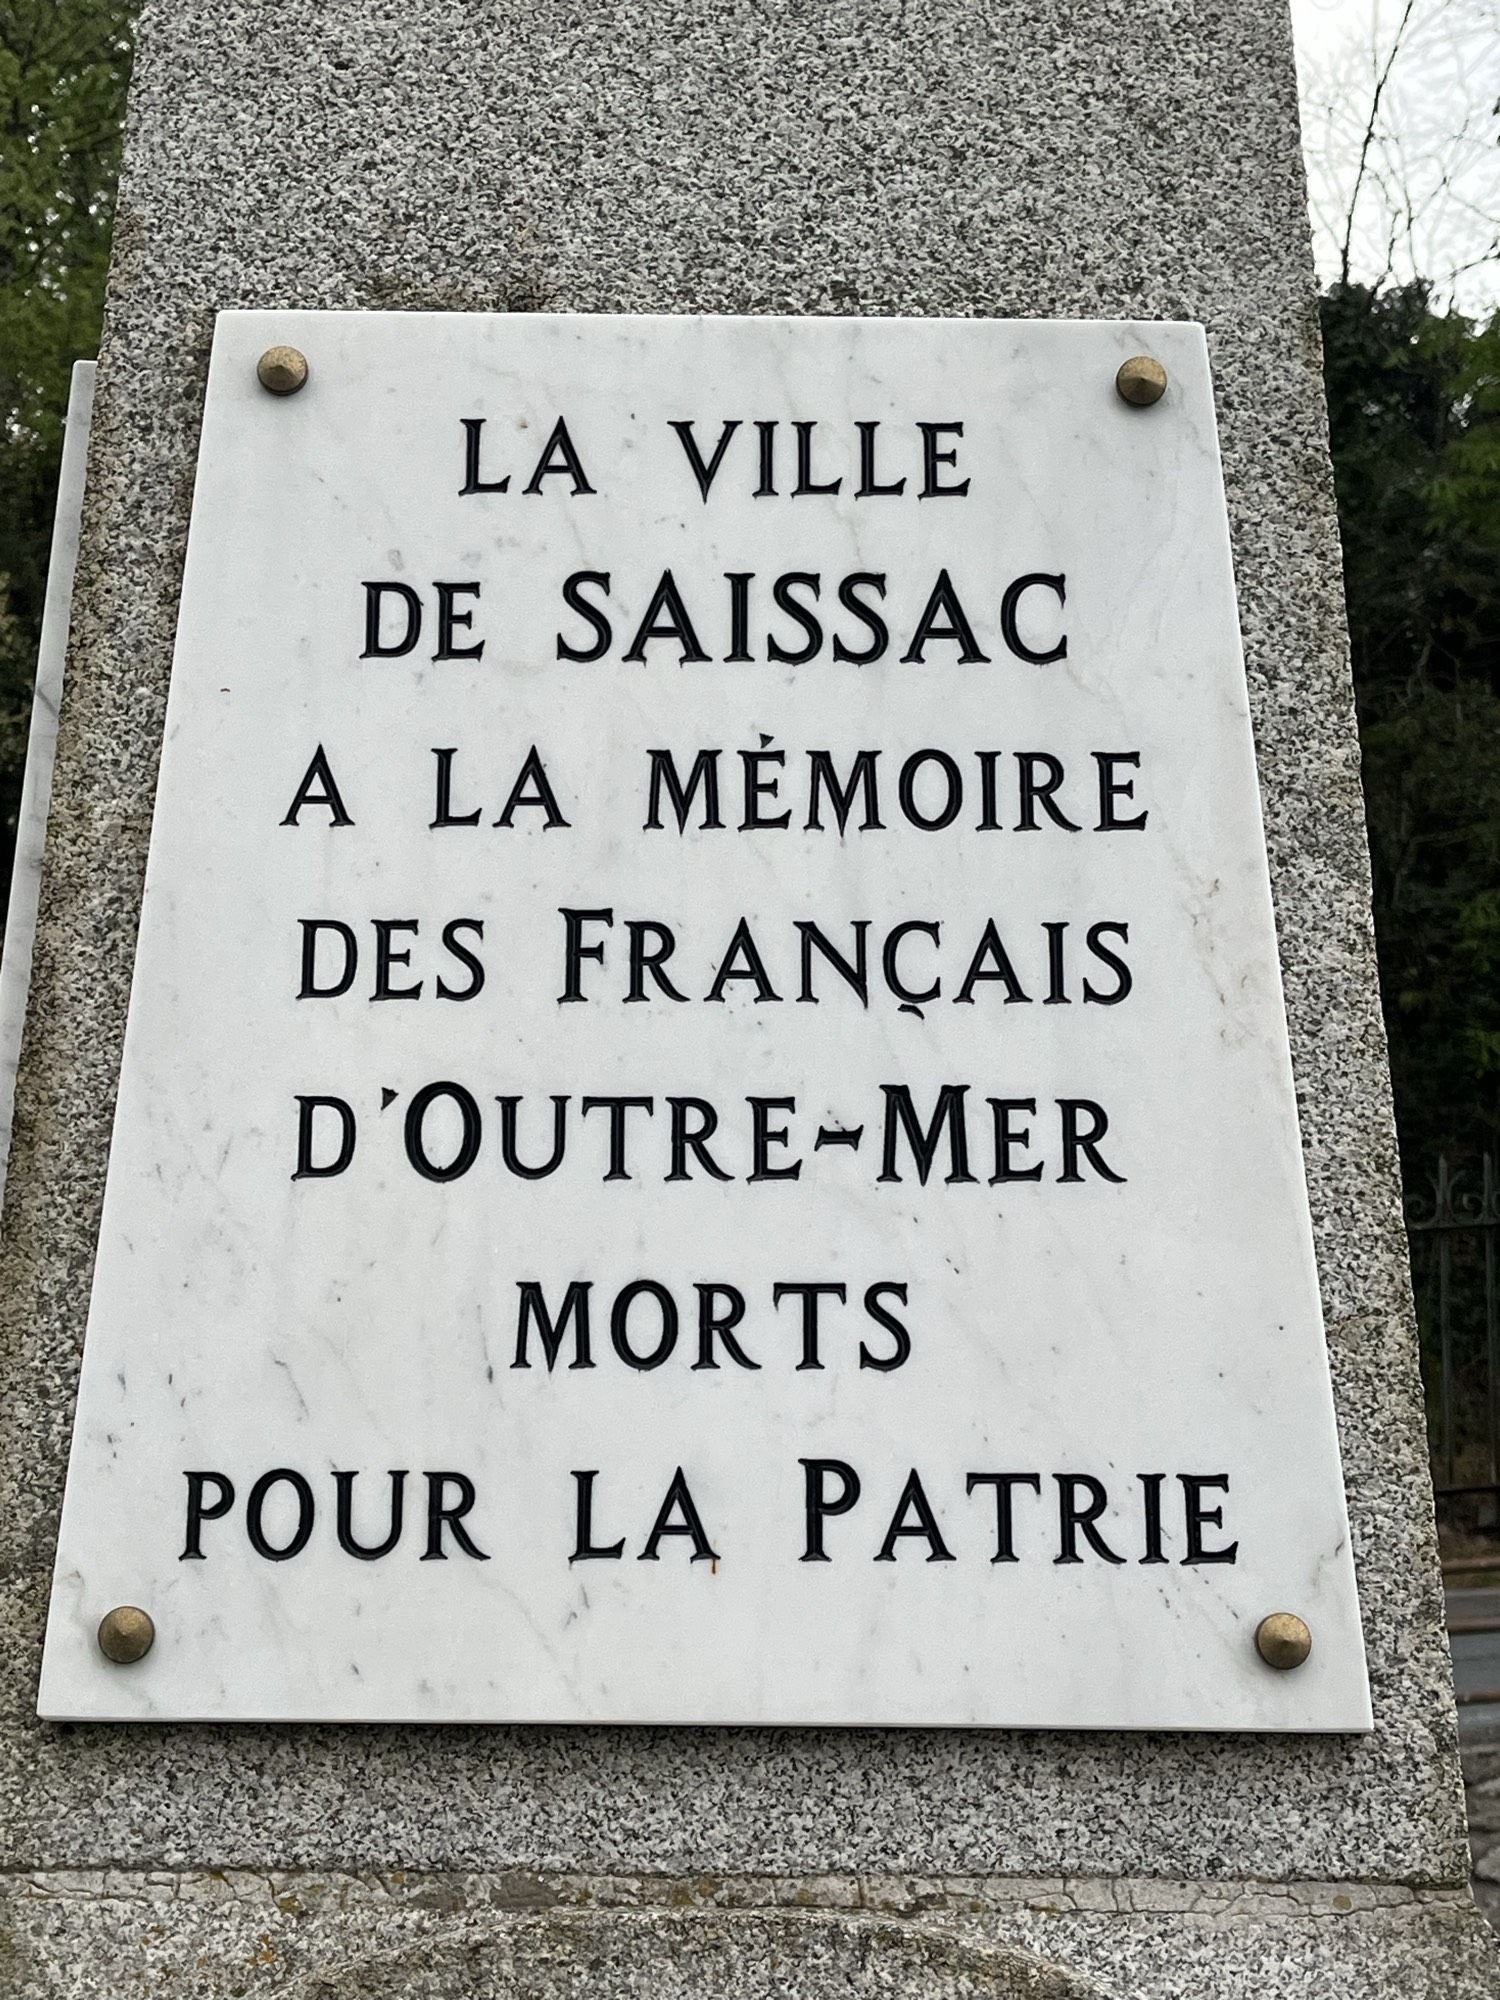 LA VILLE
DE SAISSAC
A LA MÉMOIRE
DES FRANÇAIS
D'OUTRE-MER
MORTS
POUR LA PATRIE